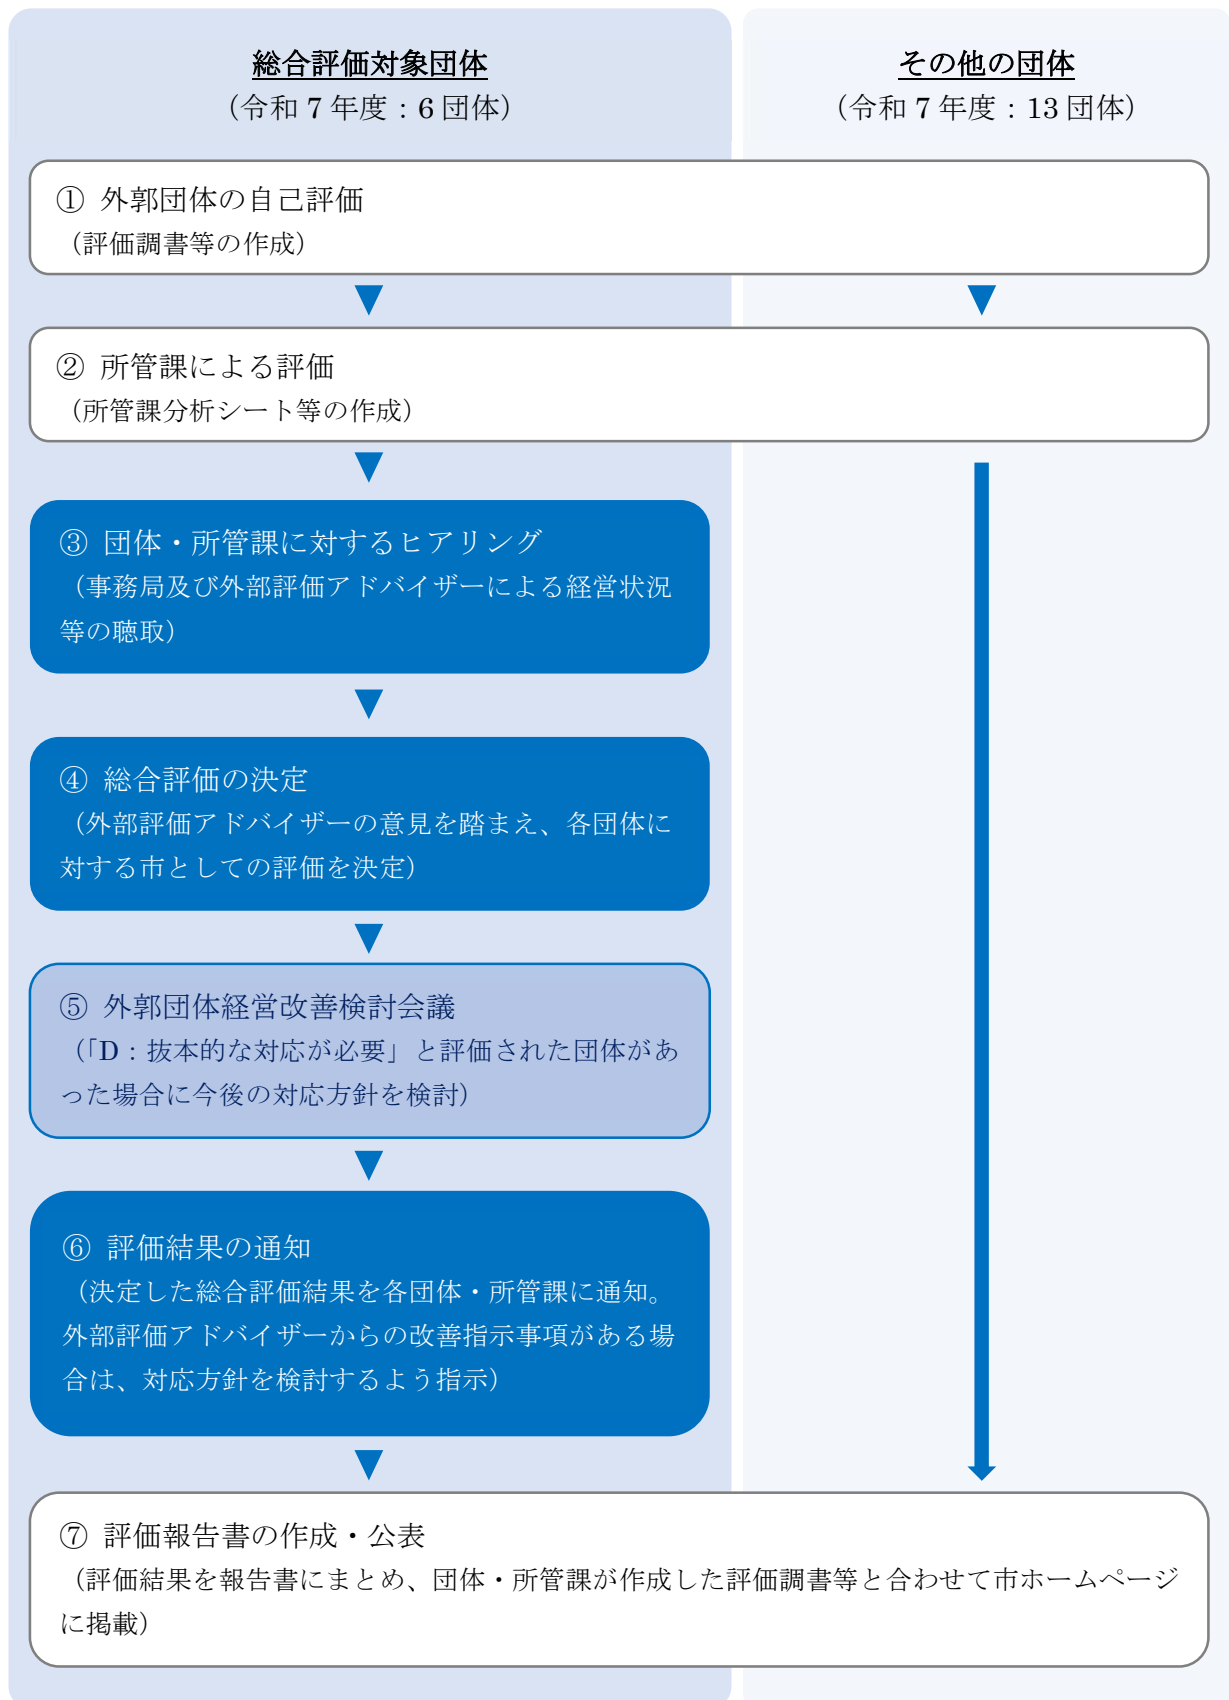 総合評価対象団体
（令和７年度：６団体）
その他の団体
（令和７年度：13 団体）
① 外郭団体の自己評価
（評価調書等の作成）
② 所管課による評価
（所管課分析シート等の作成）
③ 団体・所管課に対するヒアリング
（事務局及び外部評価アドバイザーによる経営状況
等の聴取）
④ 総合評価の決定
（外部評価アドバイザーの意見を踏まえ、各団体に
対する市としての評価を決定）
⑤ 外郭団体経営改善検討会議
（「D：抜本的な対応が必要」と評価された団体があ
った場合に今後の対応方針を検討）
⑥ 評価結果の通知
（決定した総合評価結果を各団体・所管課に通知。
外部評価アドバイザーからの改善指示事項がある場
合は、対応方針を検討するよう指示）
⑦ 評価報告書の作成・公表
（評価結果を報告書にまとめ、団体・所管課が作成した評価調書等と合わせて市ホームページ
に掲載）